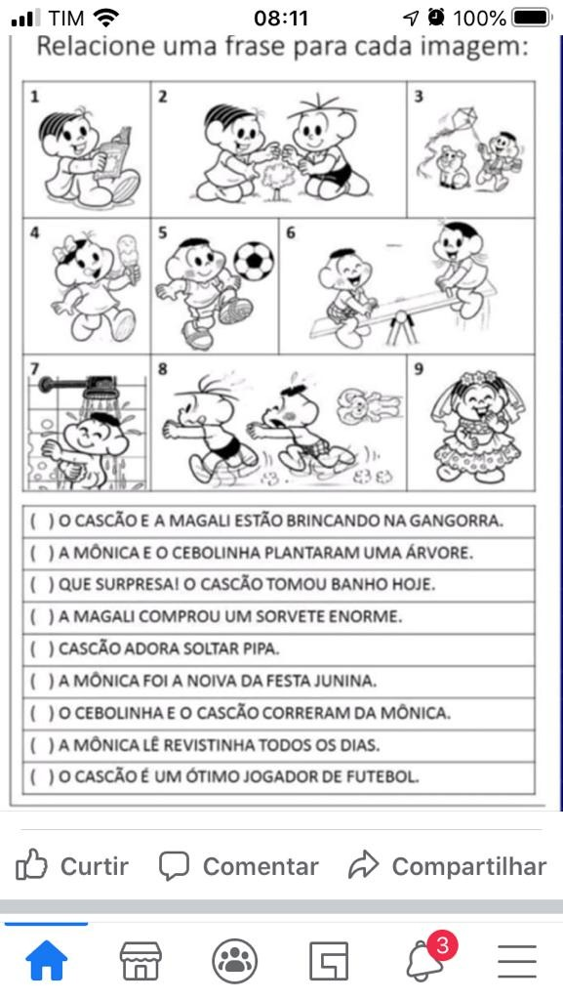 TIM 08:11 100%
Relacione uma frase para cada imagem:
1 2 3
4 5 6
7 8 9
( ) O CASCÃO E A MAGALI ESTÃO BRINCANDO NA GANGORRA.
( ) A MÔNICA E O CEBOLINHA PLANTARAM UMA ÁRVORE.
( ) QUE SURPRESA! O CASCÃO TOMOU BANHO HOJE.
( ) A MAGALI COMPROU UM SORVETE ENORME.
( ) CASCÃO ADORA SOLTAR PIPA.
( ) A MÔNICA FOI A NOIVA DA FESTA JUNINA.
( ) O CEBOLINHA E O CASCÃO CORRERAM DA MÔNICA.
( ) A MÔNICA LÊ REVISTINHA TODOS OS DIAS.
( ) O CASCÃO É UM ÓTIMO JOGADOR DE FUTEBOL.
Curtir Comentar Compartilhar
3